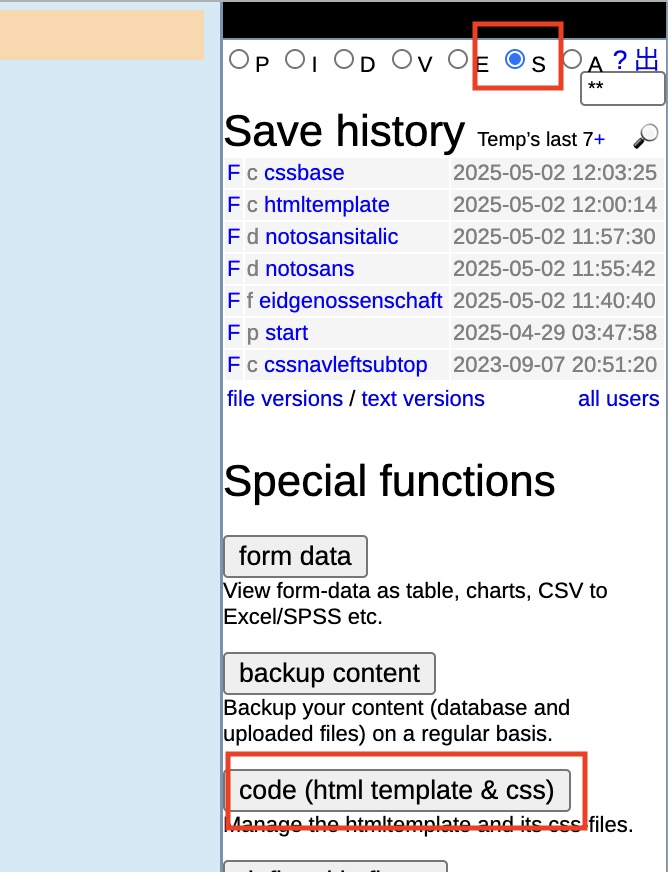 P I D V E S A ? 出
**
Save history Temp's last 7+
F c cssbase 2025-05-02 12:03:25
F c htmltemplate 2025-05-02 12:00:14
F d notosansitalic 2025-05-02 11:57:30
F d notosans 2025-05-02 11:55:42
F f eidgenossenschaft 2025-05-02 11:40:40
F p start 2025-04-29 03:47:58
F c cssnavleftsubtop 2023-09-07 20:51:20
file versions / text versions all users
Special functions
form data
View form-data as table, charts, CSV to
Excel/SPSS etc.
backup content
Backup your content (database and
uploaded files) on a regular basis.
code (html template & css)
Manage the htmltemplate and its css-files.